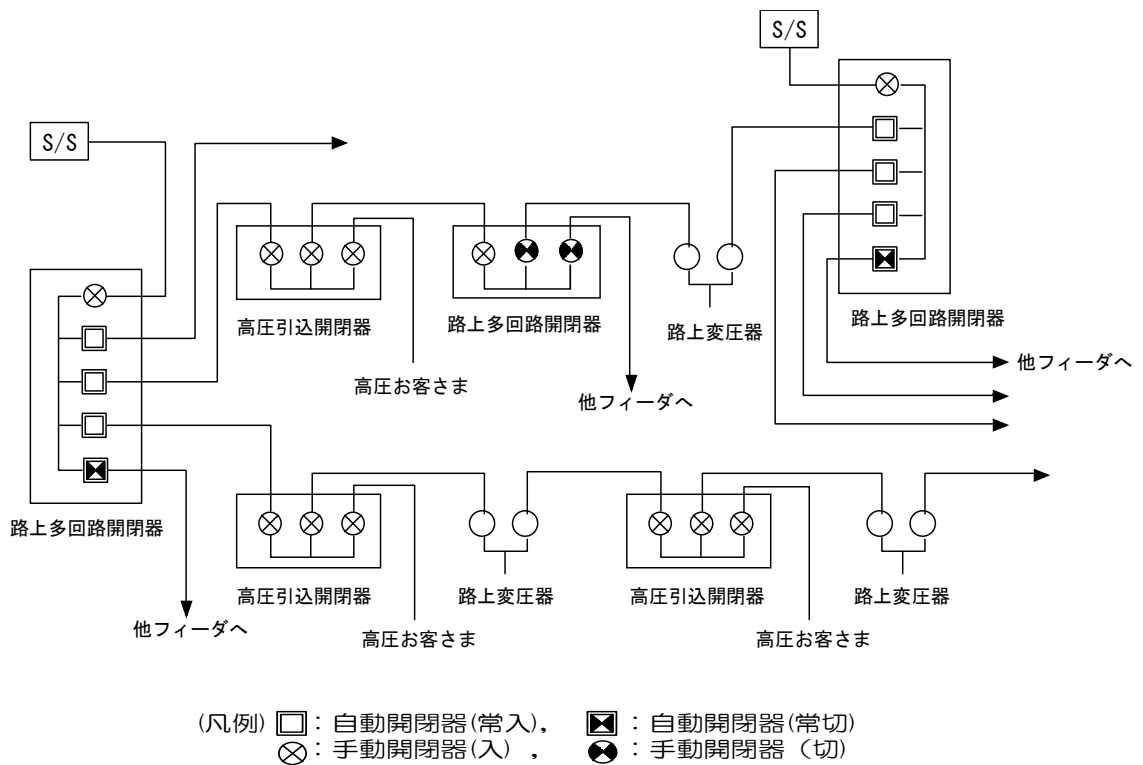 S/S
S/S
高圧引込開閉器
路上多回路開閉器
路上変圧器
路上多回路開閉器
高圧お客さま
他フィーダへ
他フィーダへ
路上多回路開閉器
高圧引込開閉器
路上変圧器
高圧引込開閉器
路上変圧器
他フィーダへ
高圧お客さま
高圧お客さま
(凡例) : 自動開閉器(常入), : 自動開閉器(常切)
: 手動開閉器(入) , : 手動開閉器 (切)